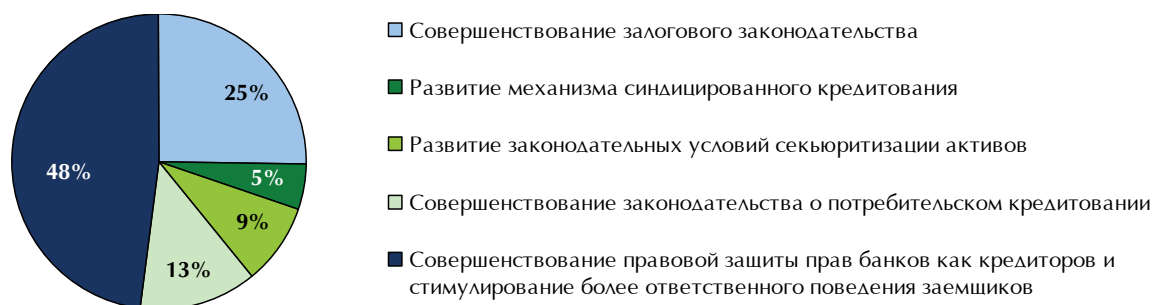 Совершенствование залогового законодательства
25%
Развитие механизма синдицированного кредитования
Развитие законодательных условий секьюритизации активов
48%
5%
9%
Совершенствование законодательства о потребительском кредитовании
13%
Совершенствование правовой защиты прав банков как кредиторов и
стимулирование более ответственного поведения заемщиков